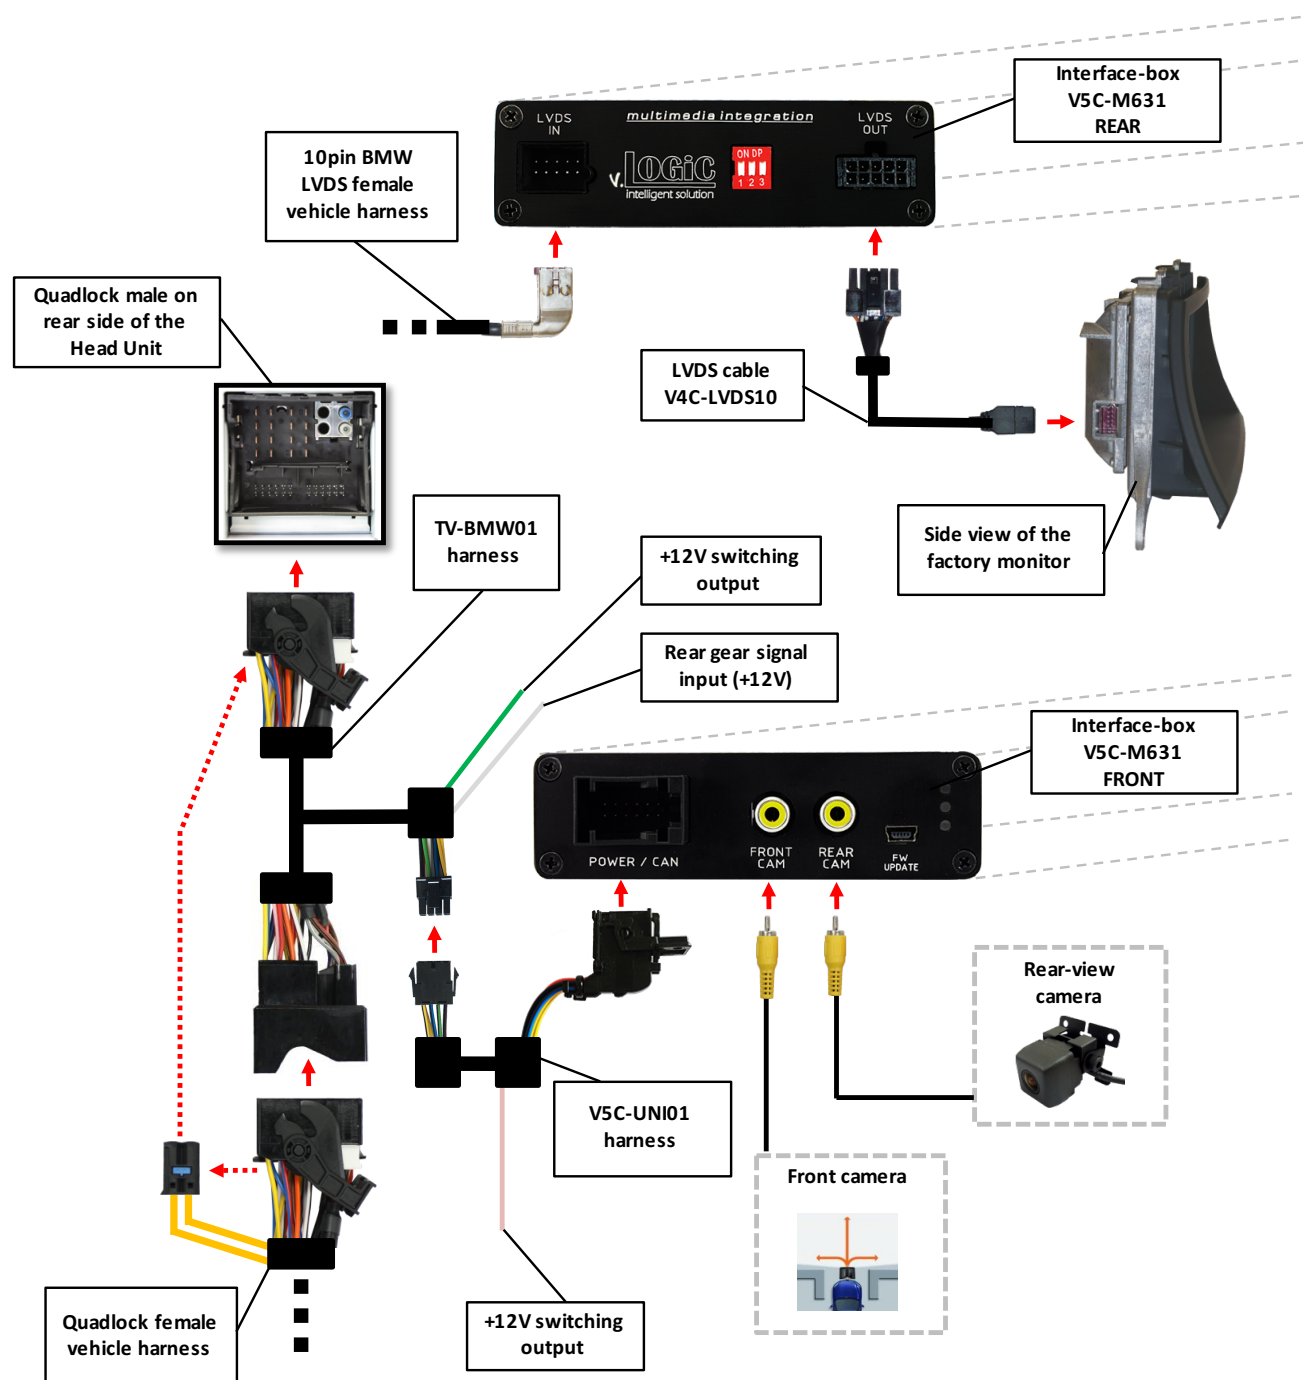 Interface-box
V5C-M631
REAR
LVDS
IN
multimedia integration
LVDS
OUT
v.LOGiC
intelligent solution
ON DP
1 2 3
10pin BMW
LVDS female
vehicle harness
Quadlock male on
rear side of the
Head Unit
LVDS cable
V4C-LVDS10
TV-BMW01
harness
+12V switching
output
Side view of the
factory monitor
Rear gear signal
input (+12V)
Interface-box
V5C-M631
FRONT
POWER / CAN
FRONT
CAM
REAR
CAM
FW
UPDATE
Rear-view
camera
V5C-UNI01
harness
Front camera
Quadlock female
vehicle harness
+12V switching
output